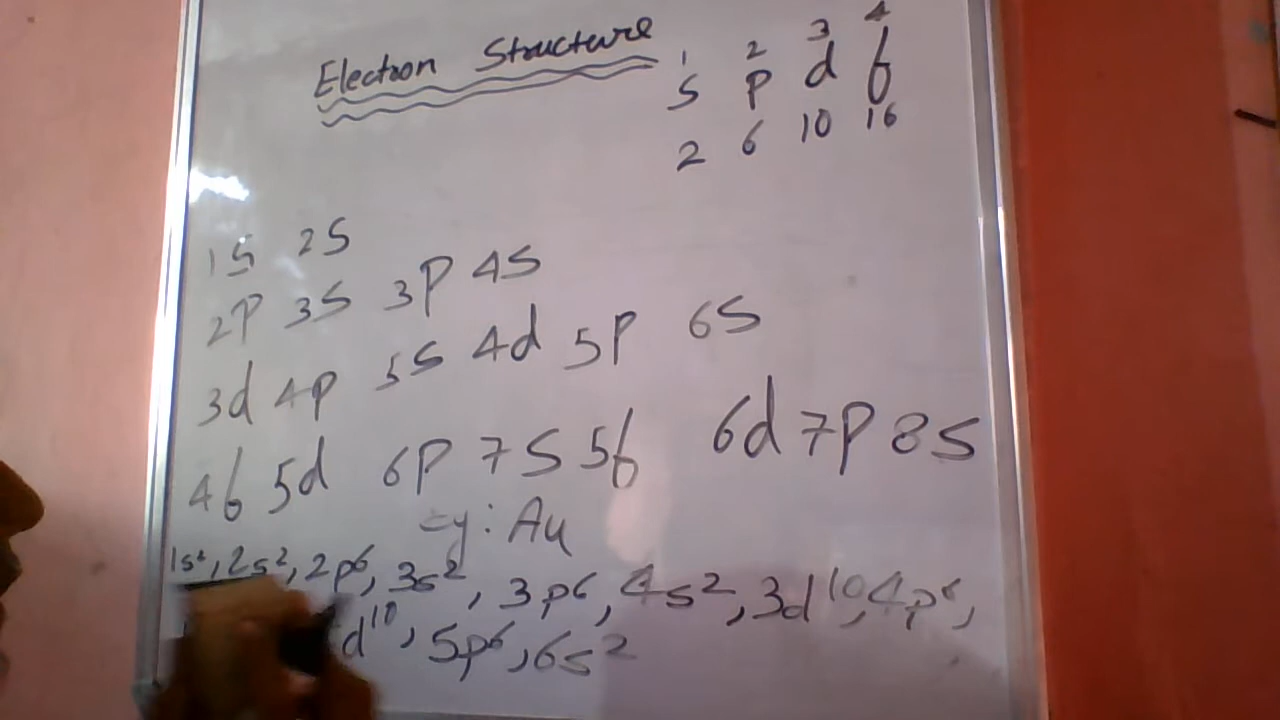 Electron Structure
1 2 3 4
s p d f
2 6 10 16
1s 2s
2p 3s 3p 4s
3d 4p 5s 4d 5p 6s
4f 5d 6p 7s 5f 6d 7p 8s
eg: Au
1s², 2s², 2p⁶, 3s², 3p⁶, 4s², 3d¹⁰, 4p⁶,
d¹⁰, 5p⁶, 6s²